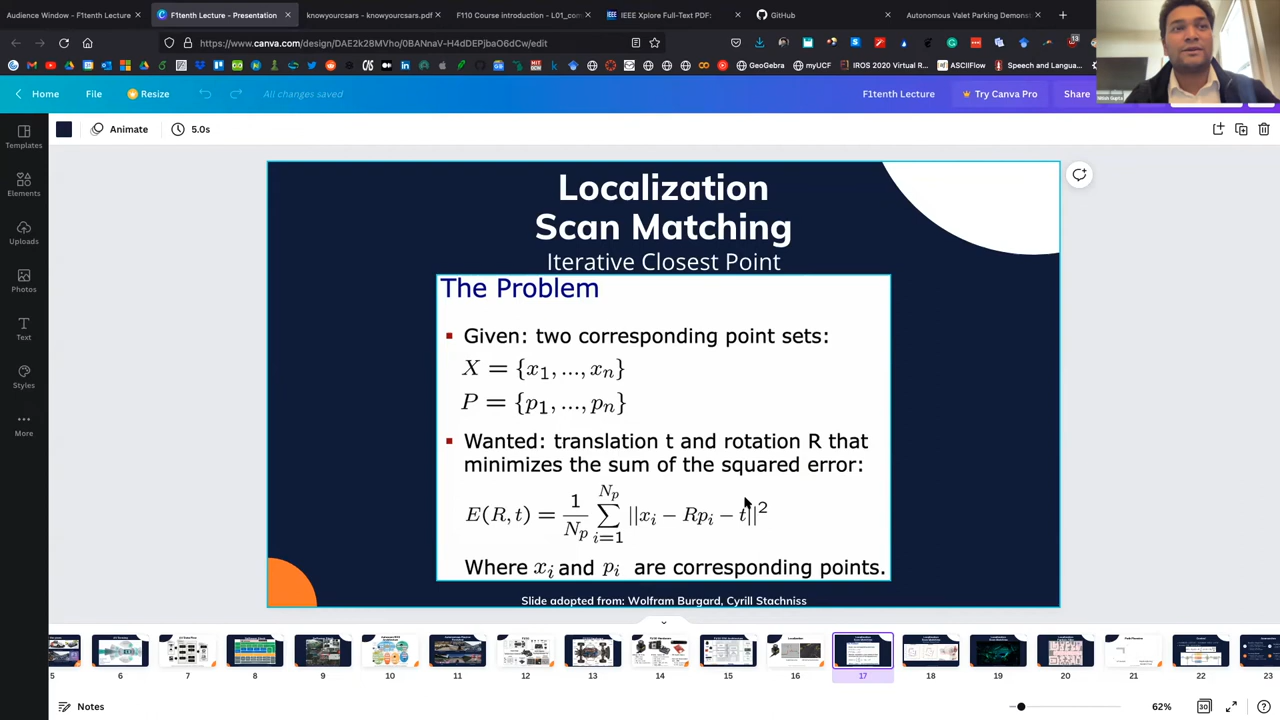 Audience Window - F1tenth Lecture
F1tenth Lecture - Presentation
knowyourcsars - knowyourcsars.pdf
F110 Course introduction - L01_con
IEEE Xplore Full-Text PDF:
GitHub
Autonomous Valet Parking Demonst
https://www.canva.com/design/DAE2k28MVho/0BANnaV-H4dDEPjbaO6dCw/edit
GeoGebra
myUCF
IROS 2020 Virtual R...
ASCIIFlow
Speech and Langua...
Home
File
Resize
All changes saved
F1tenth Lecture
Try Canva Pro
Share
Animate
5.0s
Templates
Elements
Uploads
Photos
Text
Styles
More
Localization
Scan Matching
Iterative Closest Point
The Problem
Given: two corresponding point sets:
X = {x1, ..., xn}
P = {p1, ..., pn}
Wanted: translation t and rotation R that
minimizes the sum of the squared error:
E(R, t) = 1/Np ∑ i=1 Np ||xi − Rpi − t||²
Where xi and pi are corresponding points.
Slide adopted from: Wolfram Burgard, Cyrill Stachniss
5 6 7 8 9 10 11 12 13 14 15 16 17 18 19 20 21 22 23
Notes
62%
30